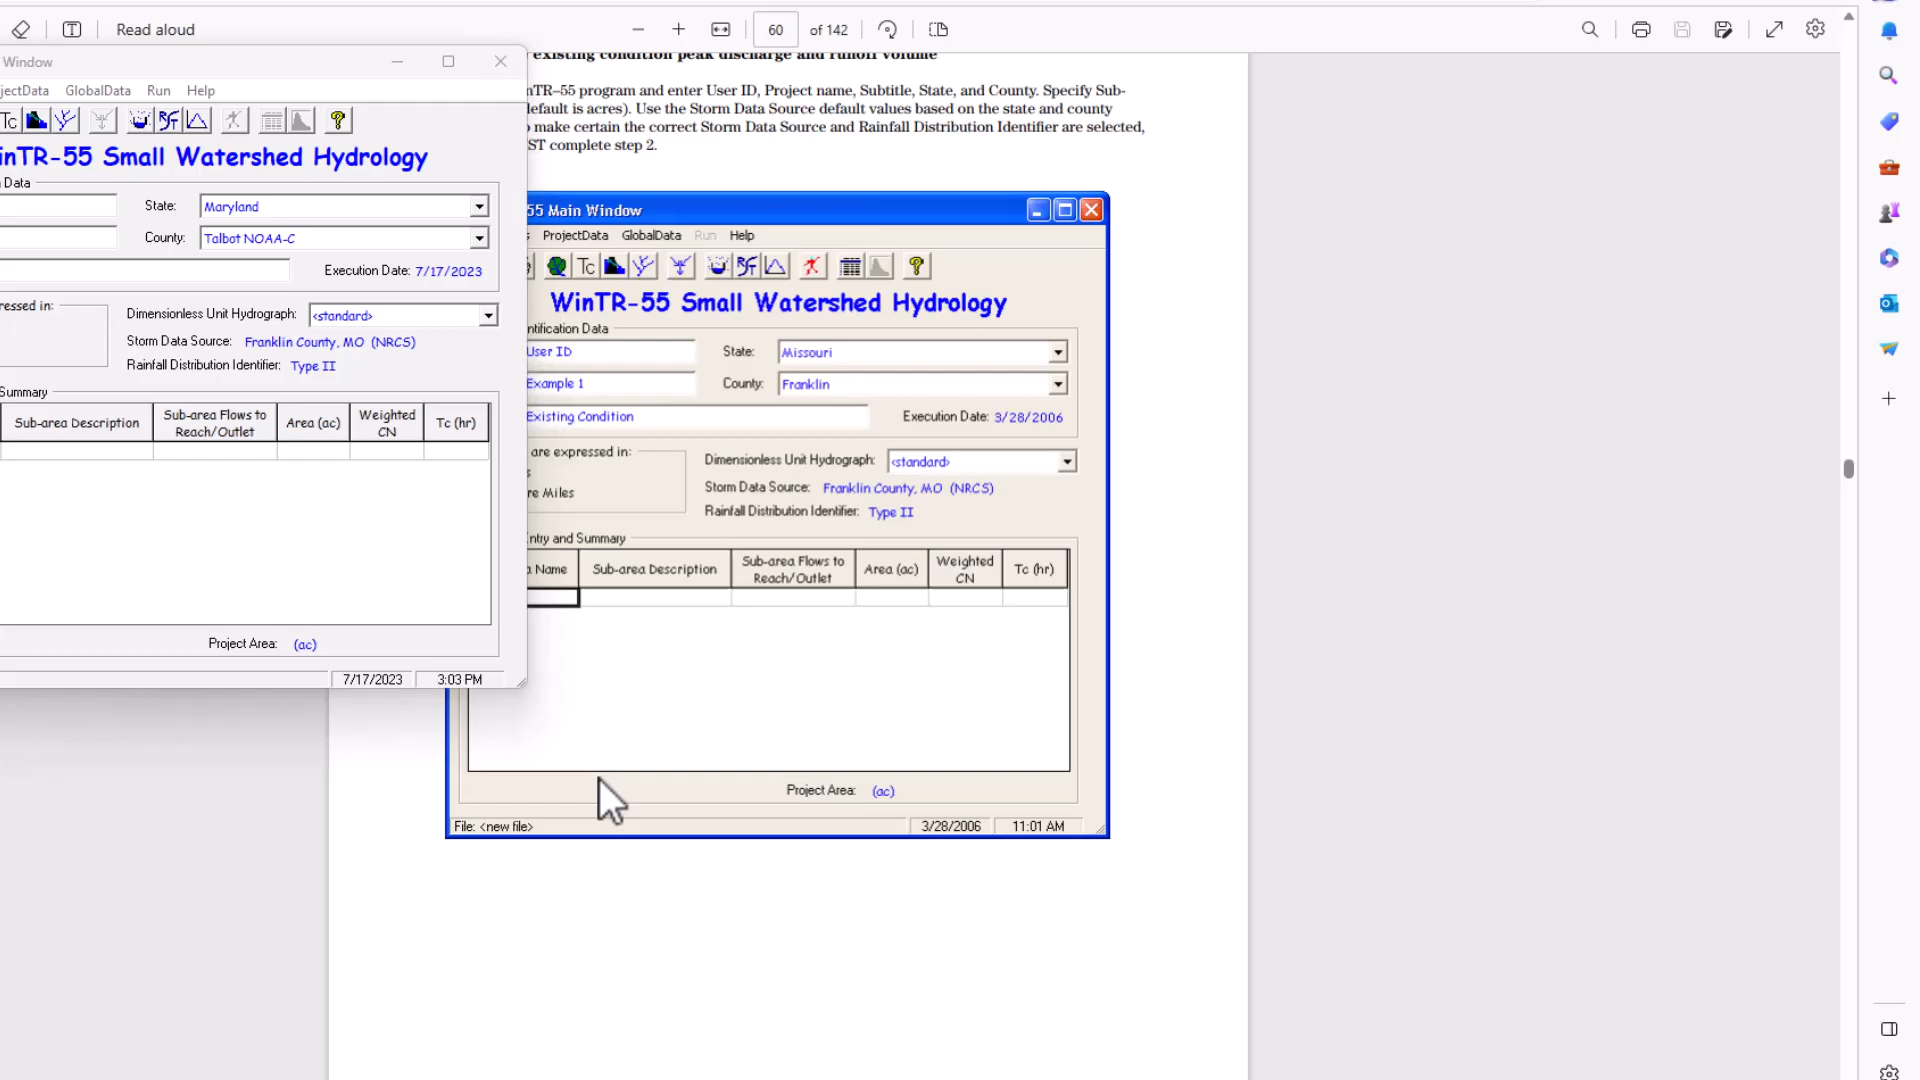 Read aloud
60 of 142
existing condition peak discharge and runoff volume
nTR–55 program and enter User ID, Project name, Subtitle, State, and County. Specify Sub-
efault is acres). Use the Storm Data Source default values based on the state and county
make certain the correct Storm Data Source and Rainfall Distribution Identifier are selected,
ST complete step 2.
Window
jectData GlobalData Run Help
Tc
inTR-55 Small Watershed Hydrology
Data
State: Maryland
County: Talbot NOAA-C
Execution Date: 7/17/2023
ressed in:
Dimensionless Unit Hydrograph: <standard>
Storm Data Source: Franklin County, MO (NRCS)
Rainfall Distribution Identifier: Type II
Summary
Sub-area Description Sub-area Flows to Reach/Outlet Area (ac) Weighted CN Tc (hr)
Project Area: (ac)
7/17/2023 3:03 PM
55 Main Window
s ProjectData GlobalData Run Help
Tc
WinTR-55 Small Watershed Hydrology
ntification Data
User ID State: Missouri
Example 1 County: Franklin
Existing Condition Execution Date: 3/28/2006
are expressed in:
s
re Miles
Dimensionless Unit Hydrograph: <standard>
Storm Data Source: Franklin County, MO (NRCS)
Rainfall Distribution Identifier: Type II
ntry and Summary
a Name Sub-area Description Sub-area Flows to Reach/Outlet Area (ac) Weighted CN Tc (hr)
Project Area: (ac)
File: <new file> 3/28/2006 11:01 AM